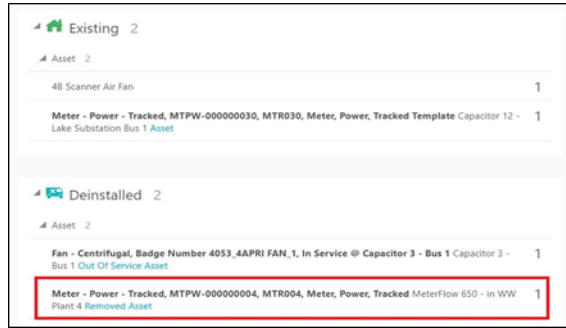 Existing 2
Asset 2
4B Scanner Air Fan 1
Meter - Power - Tracked, MTPW-000000030, MTR030, Meter, Power, Tracked Template Capacitor 12 - 1
Lake Substation Bus 1 Asset
Deinstalled 2
Asset 2
Fan - Centrifugal, Badge Number 4053_4APRI FAN_1, In Service @ Capacitor 3 - Bus 1 Capacitor 3 - 1
Bus 1 Out Of Service Asset
Meter - Power - Tracked, MTPW-000000004, MTR004, Meter, Power, Tracked MeterFlow 650 - in WW 1
Plant 4 Removed Asset